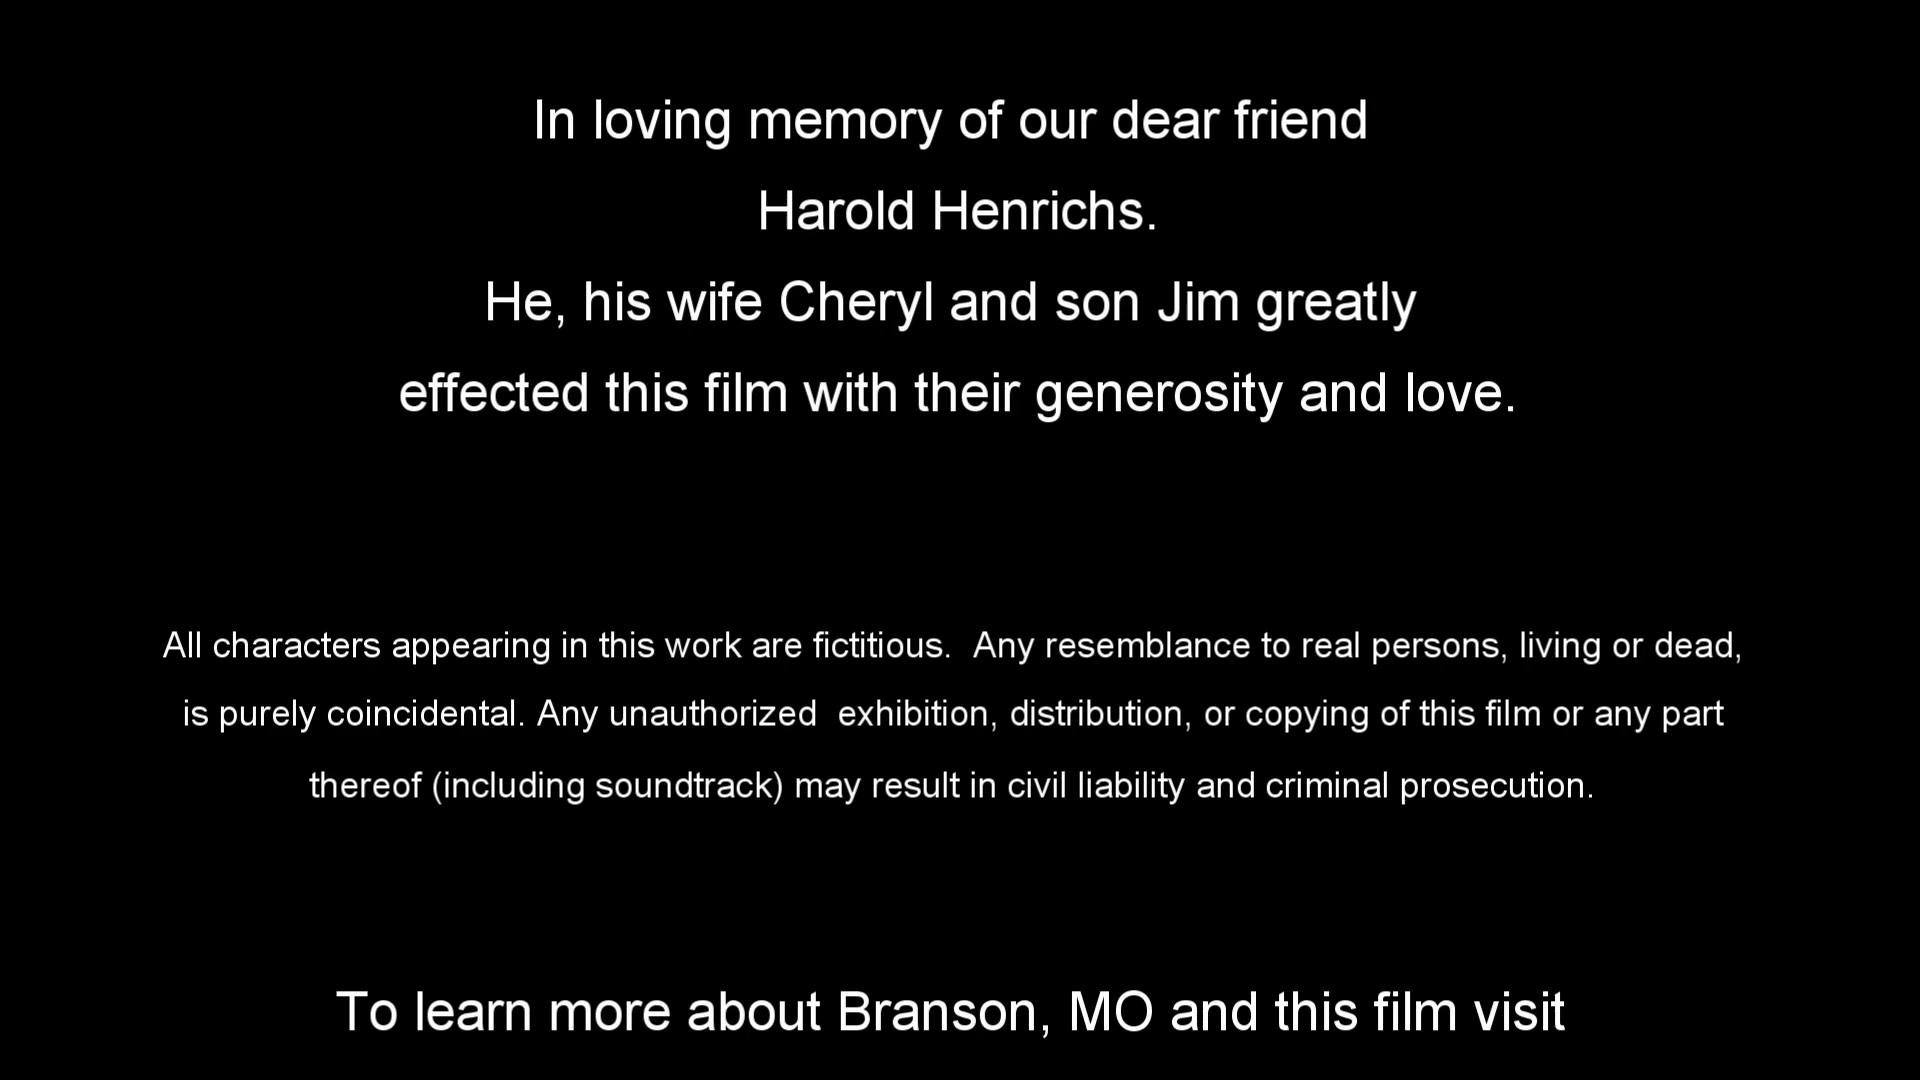 In loving memory of our dear friend
Harold Henrichs.
He, his wife Cheryl and son Jim greatly
effected this film with their generosity and love.
All characters appearing in this work are fictitious.  Any resemblance to real persons, living or dead,
is purely coincidental. Any unauthorized  exhibition, distribution, or copying of this film or any part
thereof (including soundtrack) may result in civil liability and criminal prosecution.
To learn more about Branson, MO and this film visit